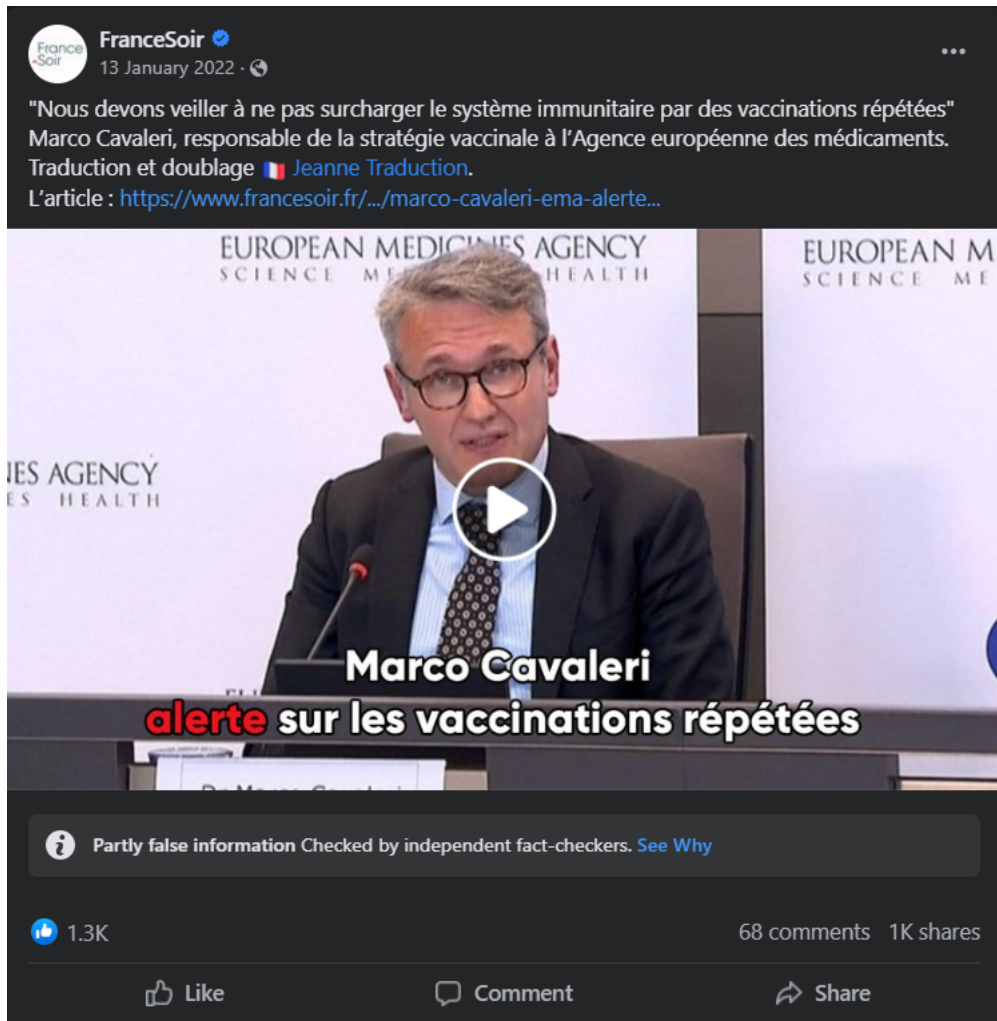 France
-Soir
FranceSoir
13 January 2022 ·
"Nous devons veiller à ne pas surcharger le système immunitaire par des vaccinations répétées"
Marco Cavaleri, responsable de la stratégie vaccinale à l'Agence européenne des médicaments.
Traduction et doublage 🇫🇷 Jeanne Traduction.
L'article : https://www.francesoir.fr/.../marco-cavaleri-ema-alerte...
EUROPEAN MEDICINES AGENCY
SCIENCE HEALTH
EUROPEAN M
SCIENCE ME
NES AGENCY
ES HEALTH
Marco Cavaleri
alerte sur les vaccinations répétées
Partly false information Checked by independent fact-checkers. See Why
1.3K
68 comments 1K shares
Like
Comment
Share